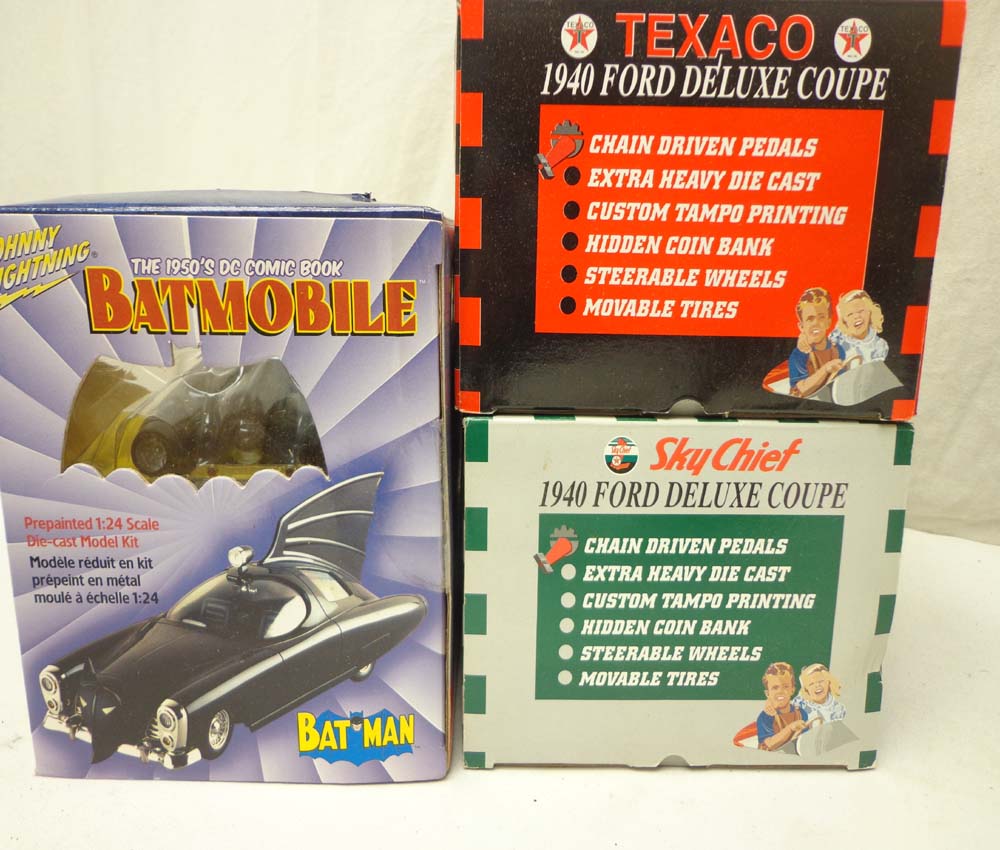 OHNNY
GHTNING
THE 1950'S DC COMIC BOOK
BATMOBILE
Prepainted 1:24 Scale
Die-cast Model Kit
Modèle réduit en kit
prépeint en métal
moulé à échelle 1:24
BATMAN
TEXACO
1940 FORD DELUXE COUPE
CHAIN DRIVEN PEDALS
EXTRA HEAVY DIE CAST
CUSTOM TAMPO PRINTING
HIDDEN COIN BANK
STEERABLE WHEELS
MOVABLE TIRES
Sky Chief
1940 FORD DELUXE COUPE
CHAIN DRIVEN PEDALS
EXTRA HEAVY DIE CAST
CUSTOM TAMPO PRINTING
HIDDEN COIN BANK
STEERABLE WHEELS
MOVABLE TIRES